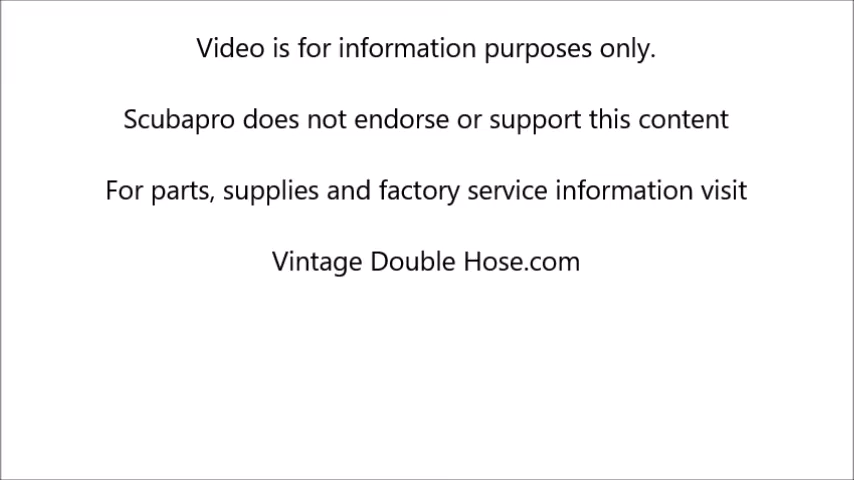 Video is for information purposes only.
Scubapro does not endorse or support this content
For parts, supplies and factory service information visit
Vintage Double Hose.com